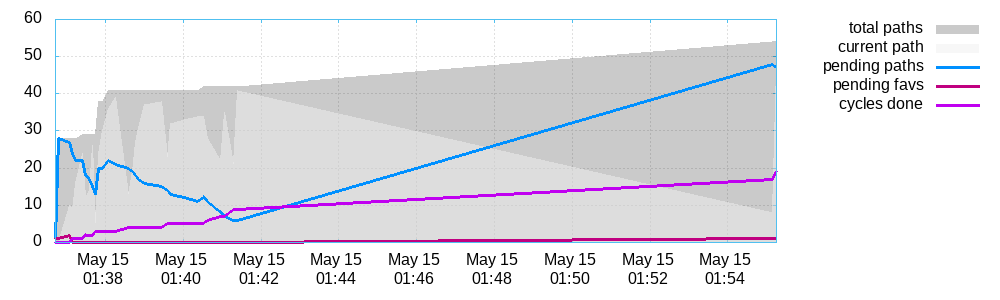 60
50
40
30
20
10
0
May 15 May 15 May 15 May 15 May 15 May 15 May 15 May 15 May 15
01:38 01:40 01:42 01:44 01:46 01:48 01:50 01:52 01:54
total paths
current path
pending paths
pending favs
cycles done